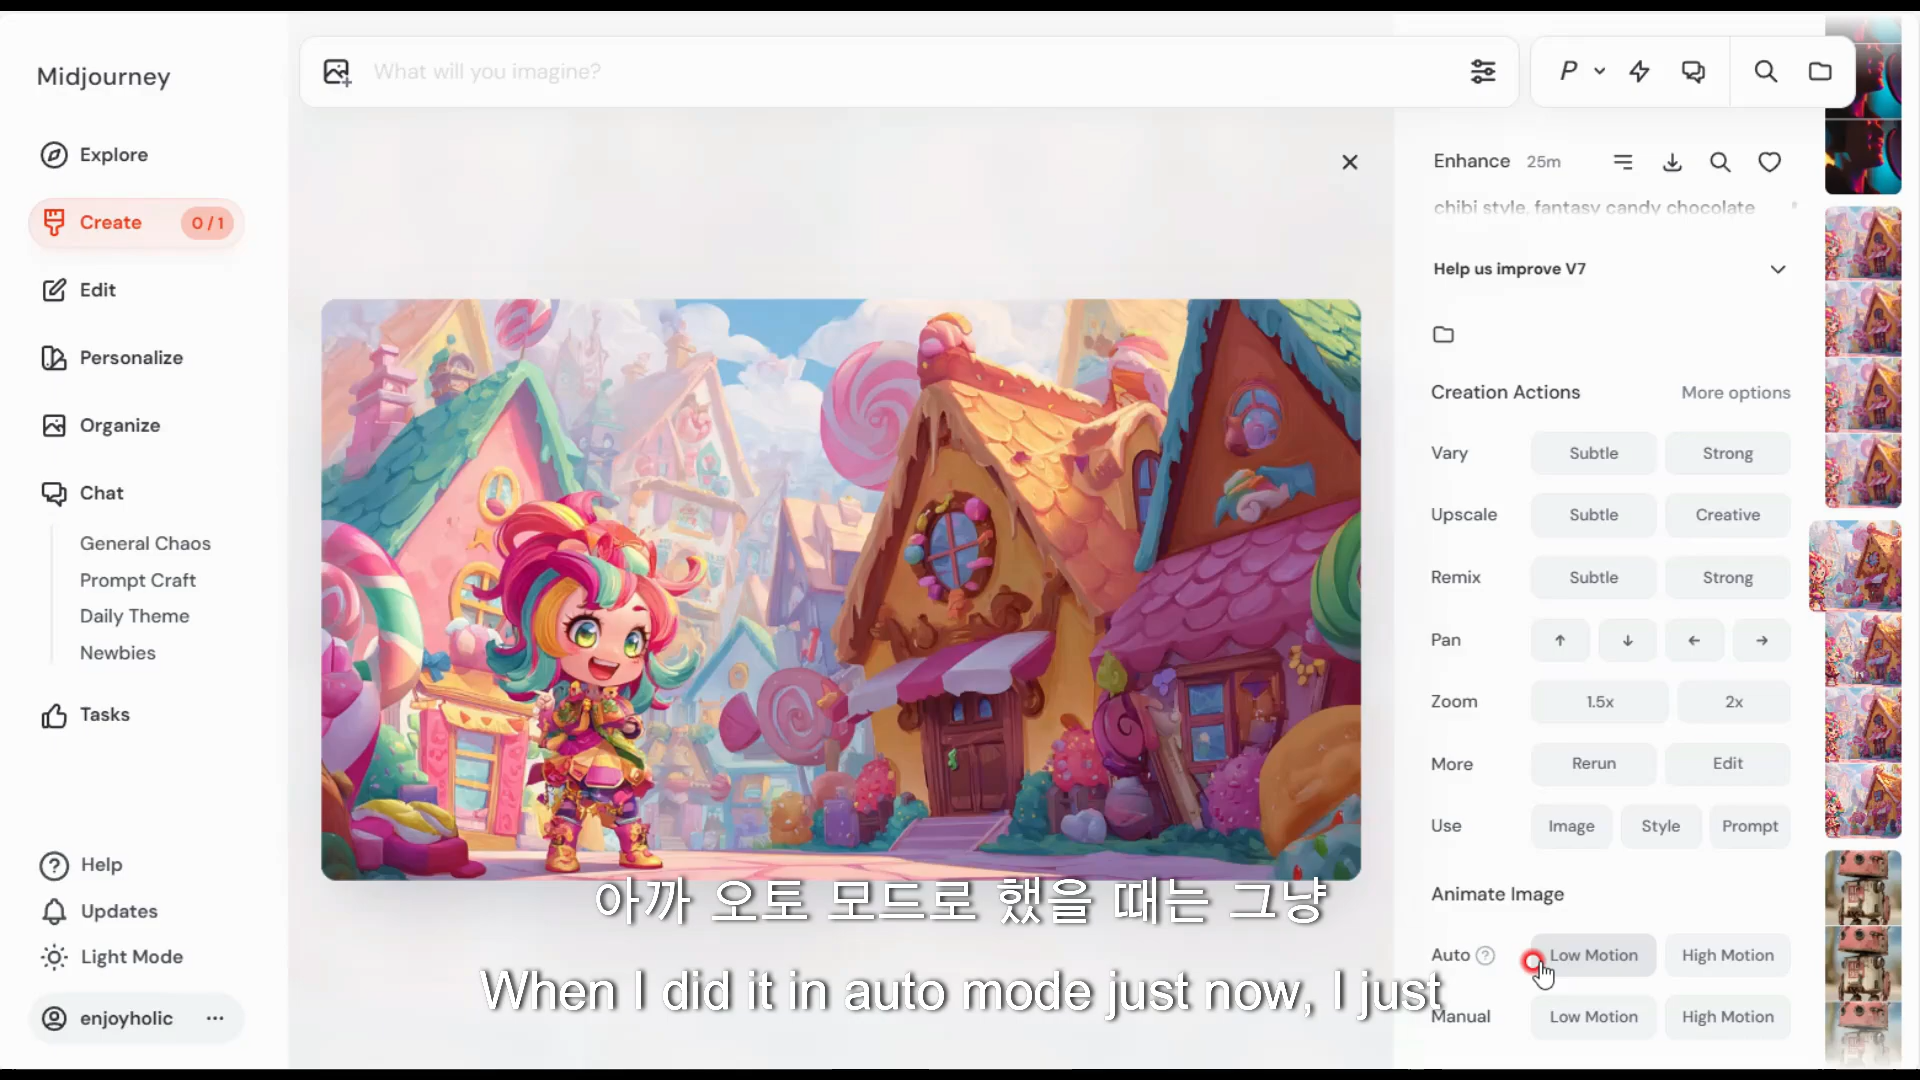 Midjourney
What will you imagine?
P
Explore
Create 0 / 1
Edit
Personalize
Organize
Chat
General Chaos
Prompt Craft
Daily Theme
Newbies
Tasks
Help
Updates
Light Mode
enjoyholic ...
Enhance 25m
chibi style, fantasy candy chocolate
Help us improve V7
Creation Actions More options
Vary Subtle Strong
Upscale Subtle Creative
Remix Subtle Strong
Pan ↑ ↓ ← →
Zoom 1.5x 2x
More Rerun Edit
Use Image Style Prompt
Animate Image
Auto ? Low Motion High Motion
Manual Low Motion High Motion
아까 오토 모드로 했을 때는 그냥
When I did it in auto mode just now, I just